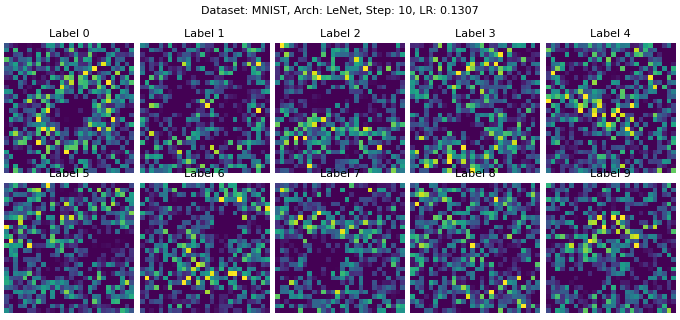 Dataset: MNIST, Arch: LeNet, Step: 10, LR: 0.1307
Label 0 Label 1 Label 2 Label 3 Label 4
Label 5 Label 6 Label 7 Label 8 Label 9